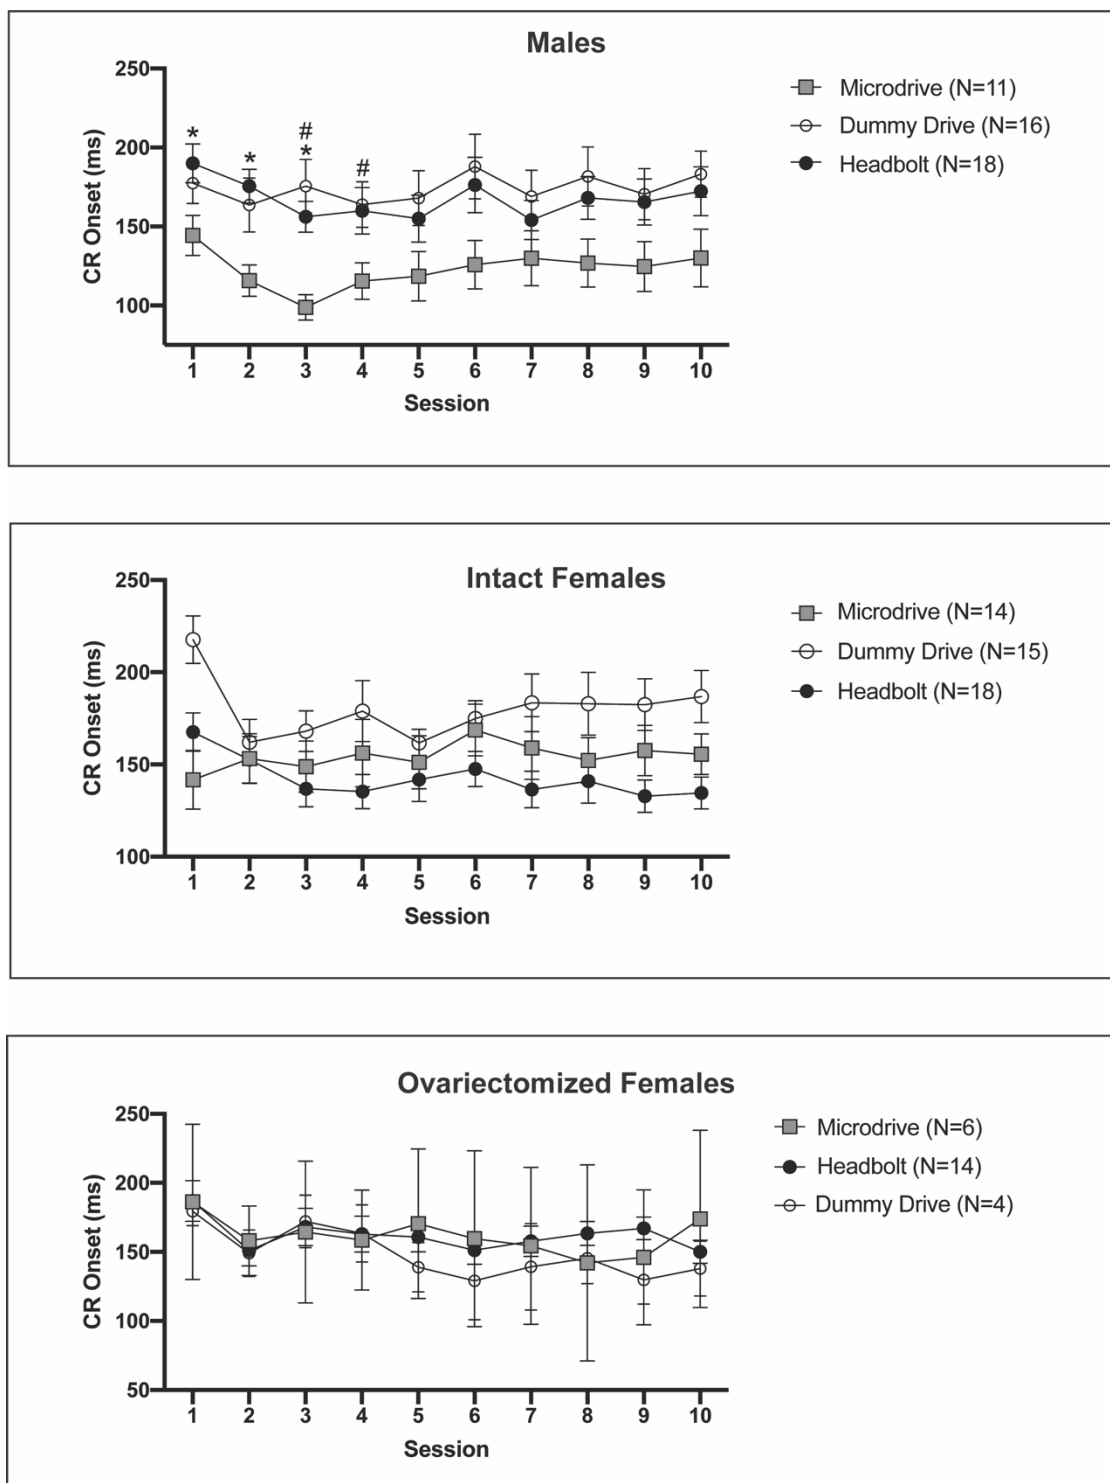 Males
250
200
150
100
CR Onset (ms)
* * # * #
1 2 3 4 5 6 7 8 9 10
Session
Microdrive (N=11)
Dummy Drive (N=16)
Headbolt (N=18)
Intact Females
250
200
150
100
CR Onset (ms)
1 2 3 4 5 6 7 8 9 10
Session
Microdrive (N=14)
Dummy Drive (N=15)
Headbolt (N=18)
Ovariectomized Females
250
200
150
100
50
CR Onset (ms)
1 2 3 4 5 6 7 8 9 10
Session
Microdrive (N=6)
Headbolt (N=14)
Dummy Drive (N=4)